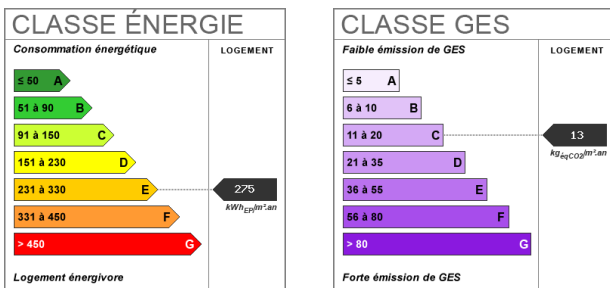 CLASSE ÉNERGIE
Consommation énergétique
LOGEMENT
≤ 50 A
51 à 90 B
91 à 150 C
151 à 230 D
231 à 330 E
275
kWhEP/m².an
331 à 450 F
> 450 G
Logement énergivore
CLASSE GES
Faible émission de GES
LOGEMENT
≤ 5 A
6 à 10 B
11 à 20 C
13
kgéqCO2/m².an
21 à 35 D
36 à 55 E
56 à 80 F
> 80 G
Forte émission de GES